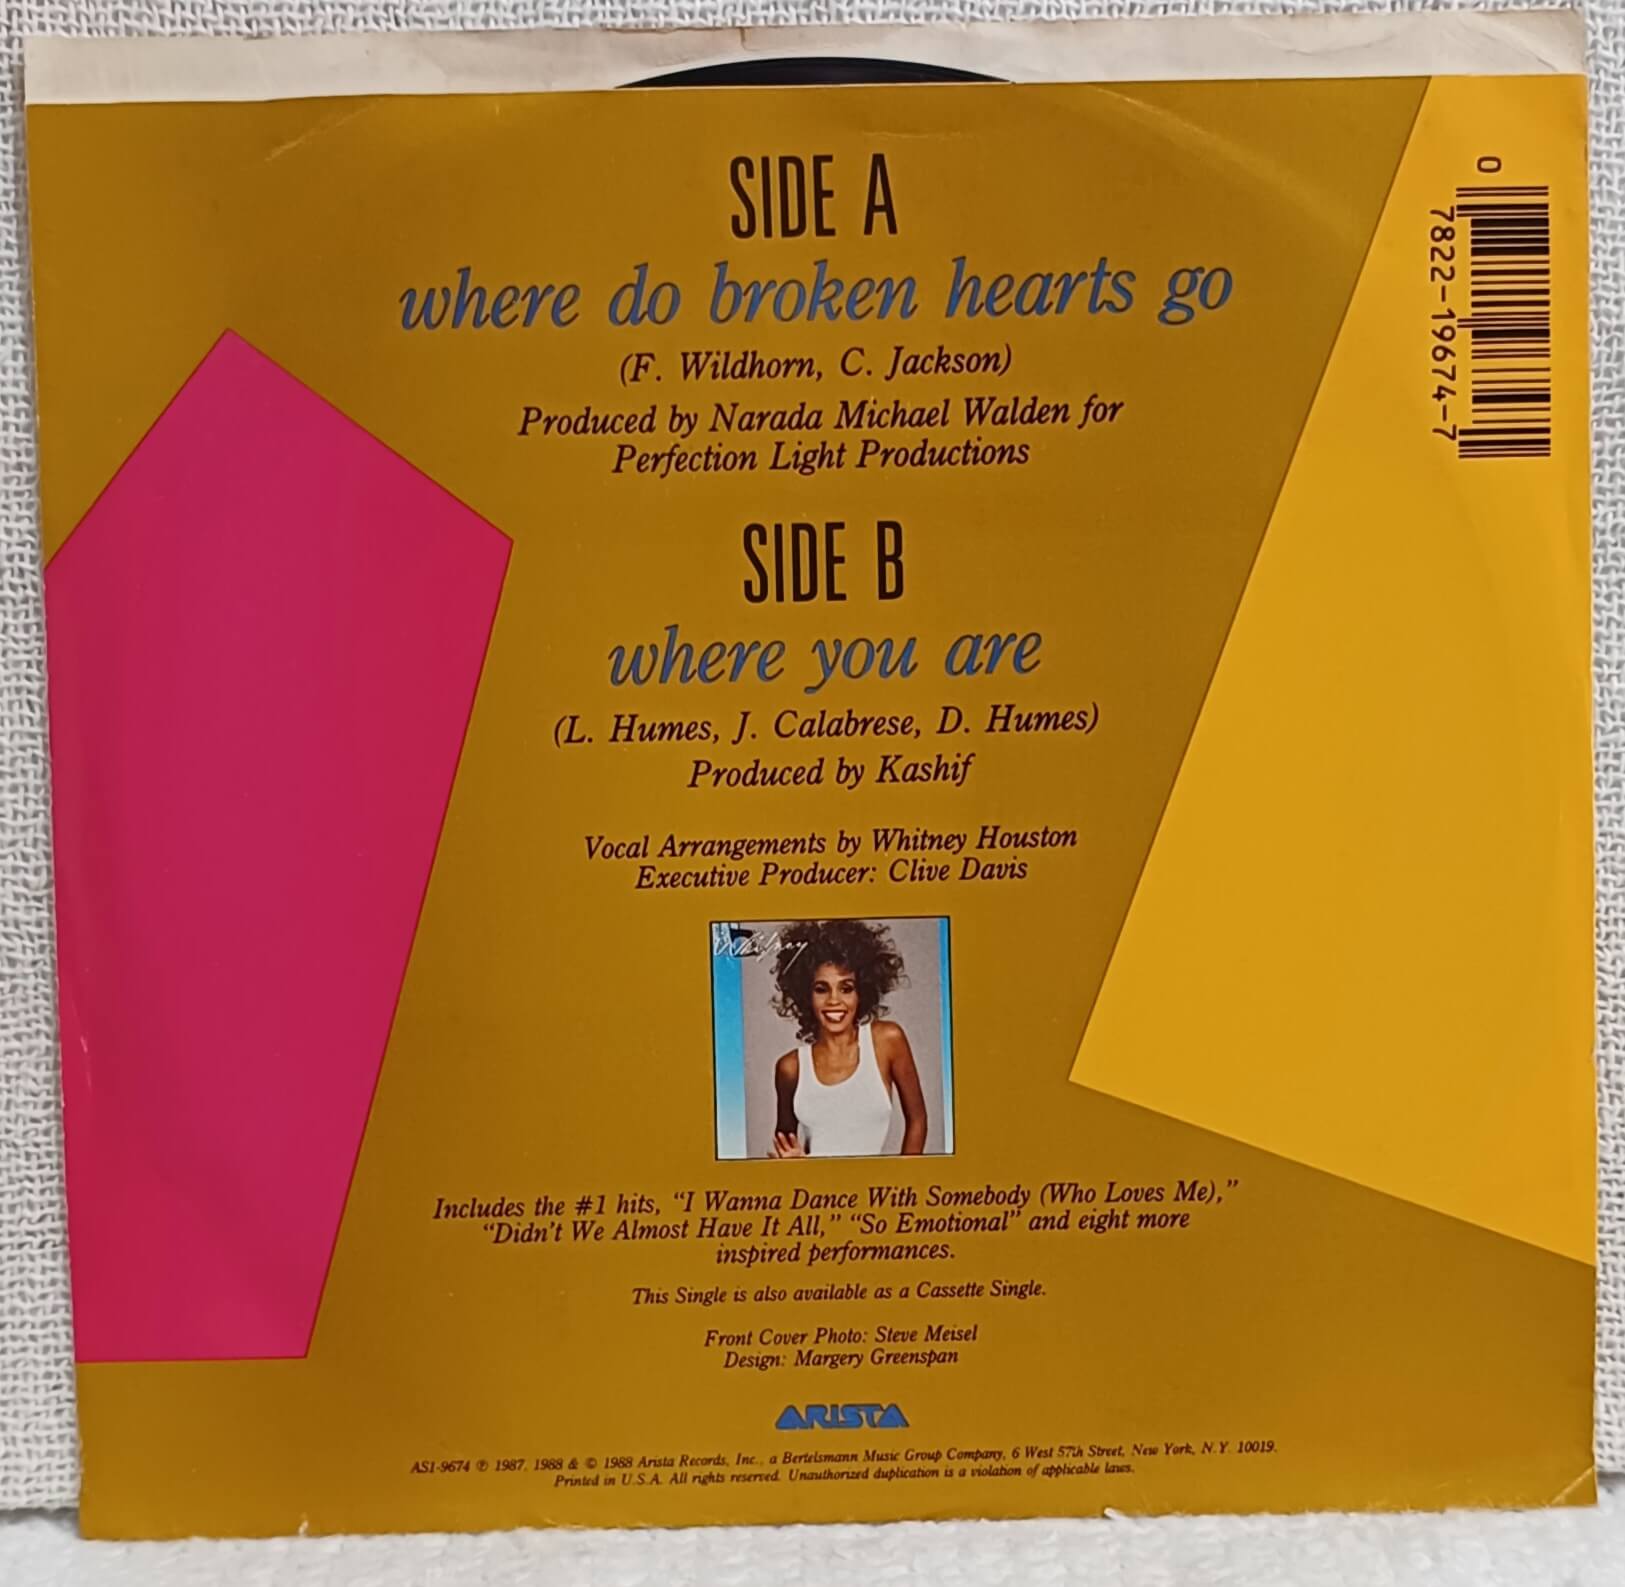 SIDE A
where do broken hearts go
(F. Wildhorn, C. Jackson)
Produced by Narada Michael Walden for
Perfection Light Productions
SIDE B
where you are
(L. Humes, J. Calabrese, D. Humes)
Produced by Kashif
Vocal Arrangements by Whitney Houston
Executive Producer: Clive Davis
Whitney
Includes the #1 hits, “I Wanna Dance With Somebody (Who Loves Me),”
“Didn't We Almost Have It All,” “So Emotional” and eight more
inspired performances.
This Single is also available as a Cassette Single.
Front Cover Photo: Steve Meisel
Design: Margery Greenspan
ARISTA
AS1-9674 ℗ 1987, 1988 & © 1988 Arista Records, Inc., a Bertelsmann Music Group Company, 6 West 57th Street, New York, N.Y. 10019.
Printed in U.S.A. All rights reserved. Unauthorized duplication is a violation of applicable laws.
0 7822-19674-7